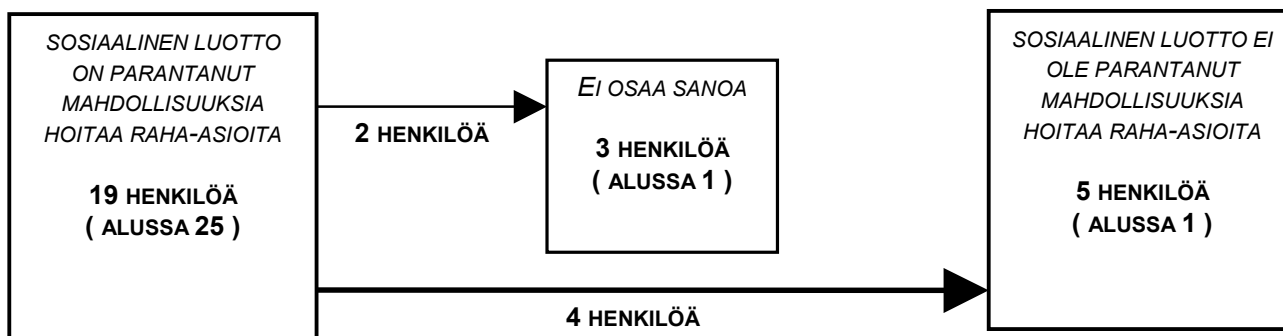 SOSIAALINEN LUOTTO
ON PARANTANUT
MAHDOLLISUUKSIA
HOITAA RAHA-ASIOITA
19 HENKILÖÄ
( ALUSSA 25 )
2 HENKILÖÄ
EI OSAA SANOA
3 HENKILÖÄ
( ALUSSA 1 )
4 HENKILÖÄ
SOSIAALINEN LUOTTO EI
OLE PARANTANUT
MAHDOLLISUUKSIA
HOITAA RAHA-ASIOITA
5 HENKILÖÄ
( ALUSSA 1 )